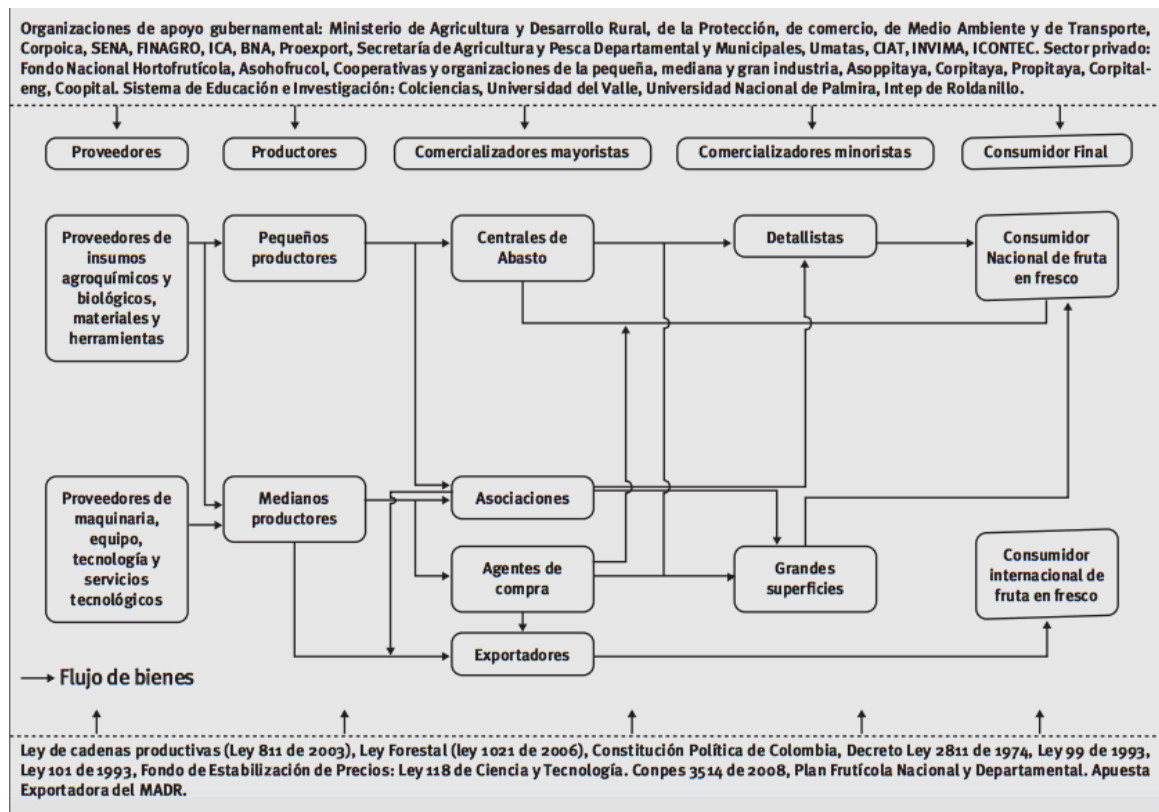 Organizaciones de apoyo gubernamental: Ministerio de Agricultura y Desarrollo Rural, de la Protección, de comercio, de Medio Ambiente y de Transporte,
Corpoica, SENA, FINAGRO, ICA, BNA, Proexport, Secretaría de Agricultura y Pesca Departamental y Municipales, Umatas, CIAT, INVIMA, ICONTEC. Sector privado:
Fondo Nacional Hortofrutícola, Asohofrucol, Cooperativas y organizaciones de la pequeña, mediana y gran industria, Asoppitaya, Corpitaya, Propitaya, Corpital-
eng, Coopital. Sistema de Educación e Investigación: Colciencias, Universidad del Valle, Universidad Nacional de Palmira, Intep de Roldanillo.
Proveedores
Productores
Comercializadores mayoristas
Comercializadores minoristas
Consumidor Final
Proveedores de
insumos
agroquímicos y
biológicos,
materiales y
herramientas
Pequeños
productores
Centrales de
Abasto
Detallistas
Consumidor
Nacional de fruta
en fresco
Proveedores de
maquinaria,
equipo,
tecnología y
servicios
tecnológicos
Medianos
productores
Asociaciones
Agentes de
compra
Grandes
superficies
Consumidor
internacional de
fruta en fresco
Exportadores
Flujo de bienes
Ley de cadenas productivas (Ley 811 de 2003), Ley Forestal (ley 1021 de 2006), Constitución Política de Colombia, Decreto Ley 2811 de 1974, Ley 99 de 1993,
Ley 101 de 1993, Fondo de Estabilización de Precios: Ley 118 de Ciencia y Tecnología. Conpes 3514 de 2008, Plan Frutícola Nacional y Departamental. Apuesta
Exportadora del MADR.